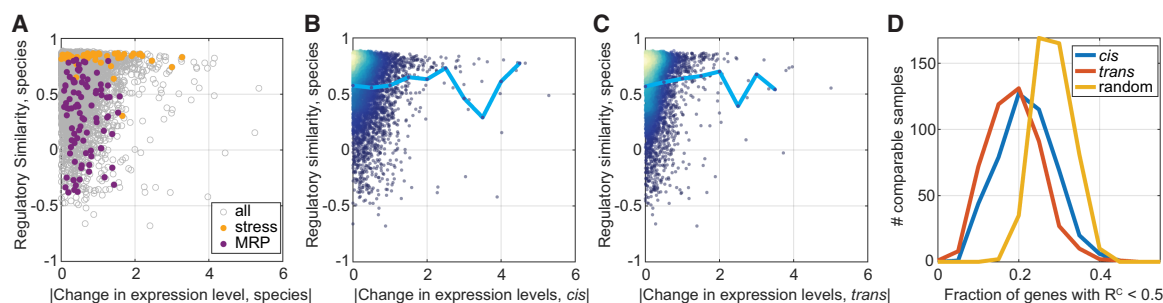 A
Regulatory Similarity, species
1
0.5
0
-0.5
-1
0
2
4
6
|Change in expression level, species|
all
stress
MRP
B
Regulatory similarity, species
1
0.5
0
-0.5
-1
0
2
4
6
|Change in expression levels, cis|
C
Regulatory similarity, species
1
0.5
0
-0.5
-1
0
2
4
6
|Change in expression levels, trans|
D
# comparable samples
150
100
50
0
0
0.2
0.4
Fraction of genes with R^c < 0.5
cis
trans
random